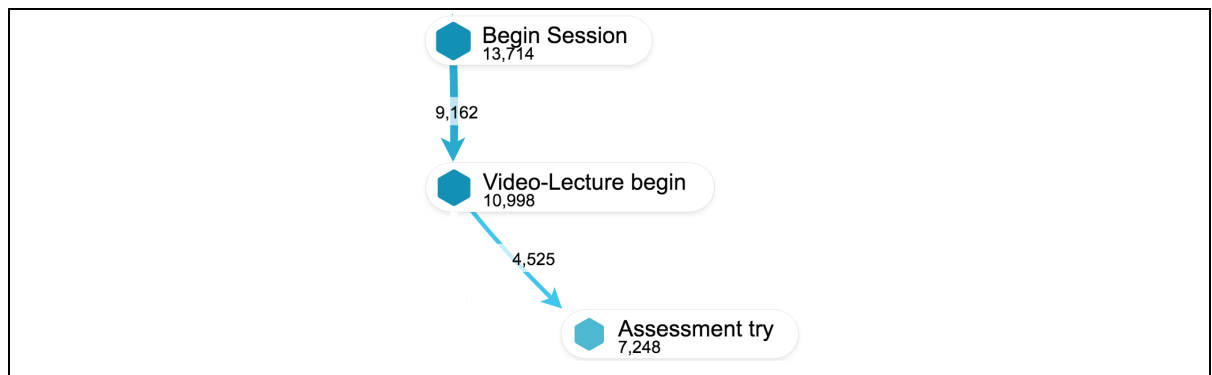 Begin Session
13,714
9,162
Video-Lecture begin
10,998
4,525
Assessment try
7,248